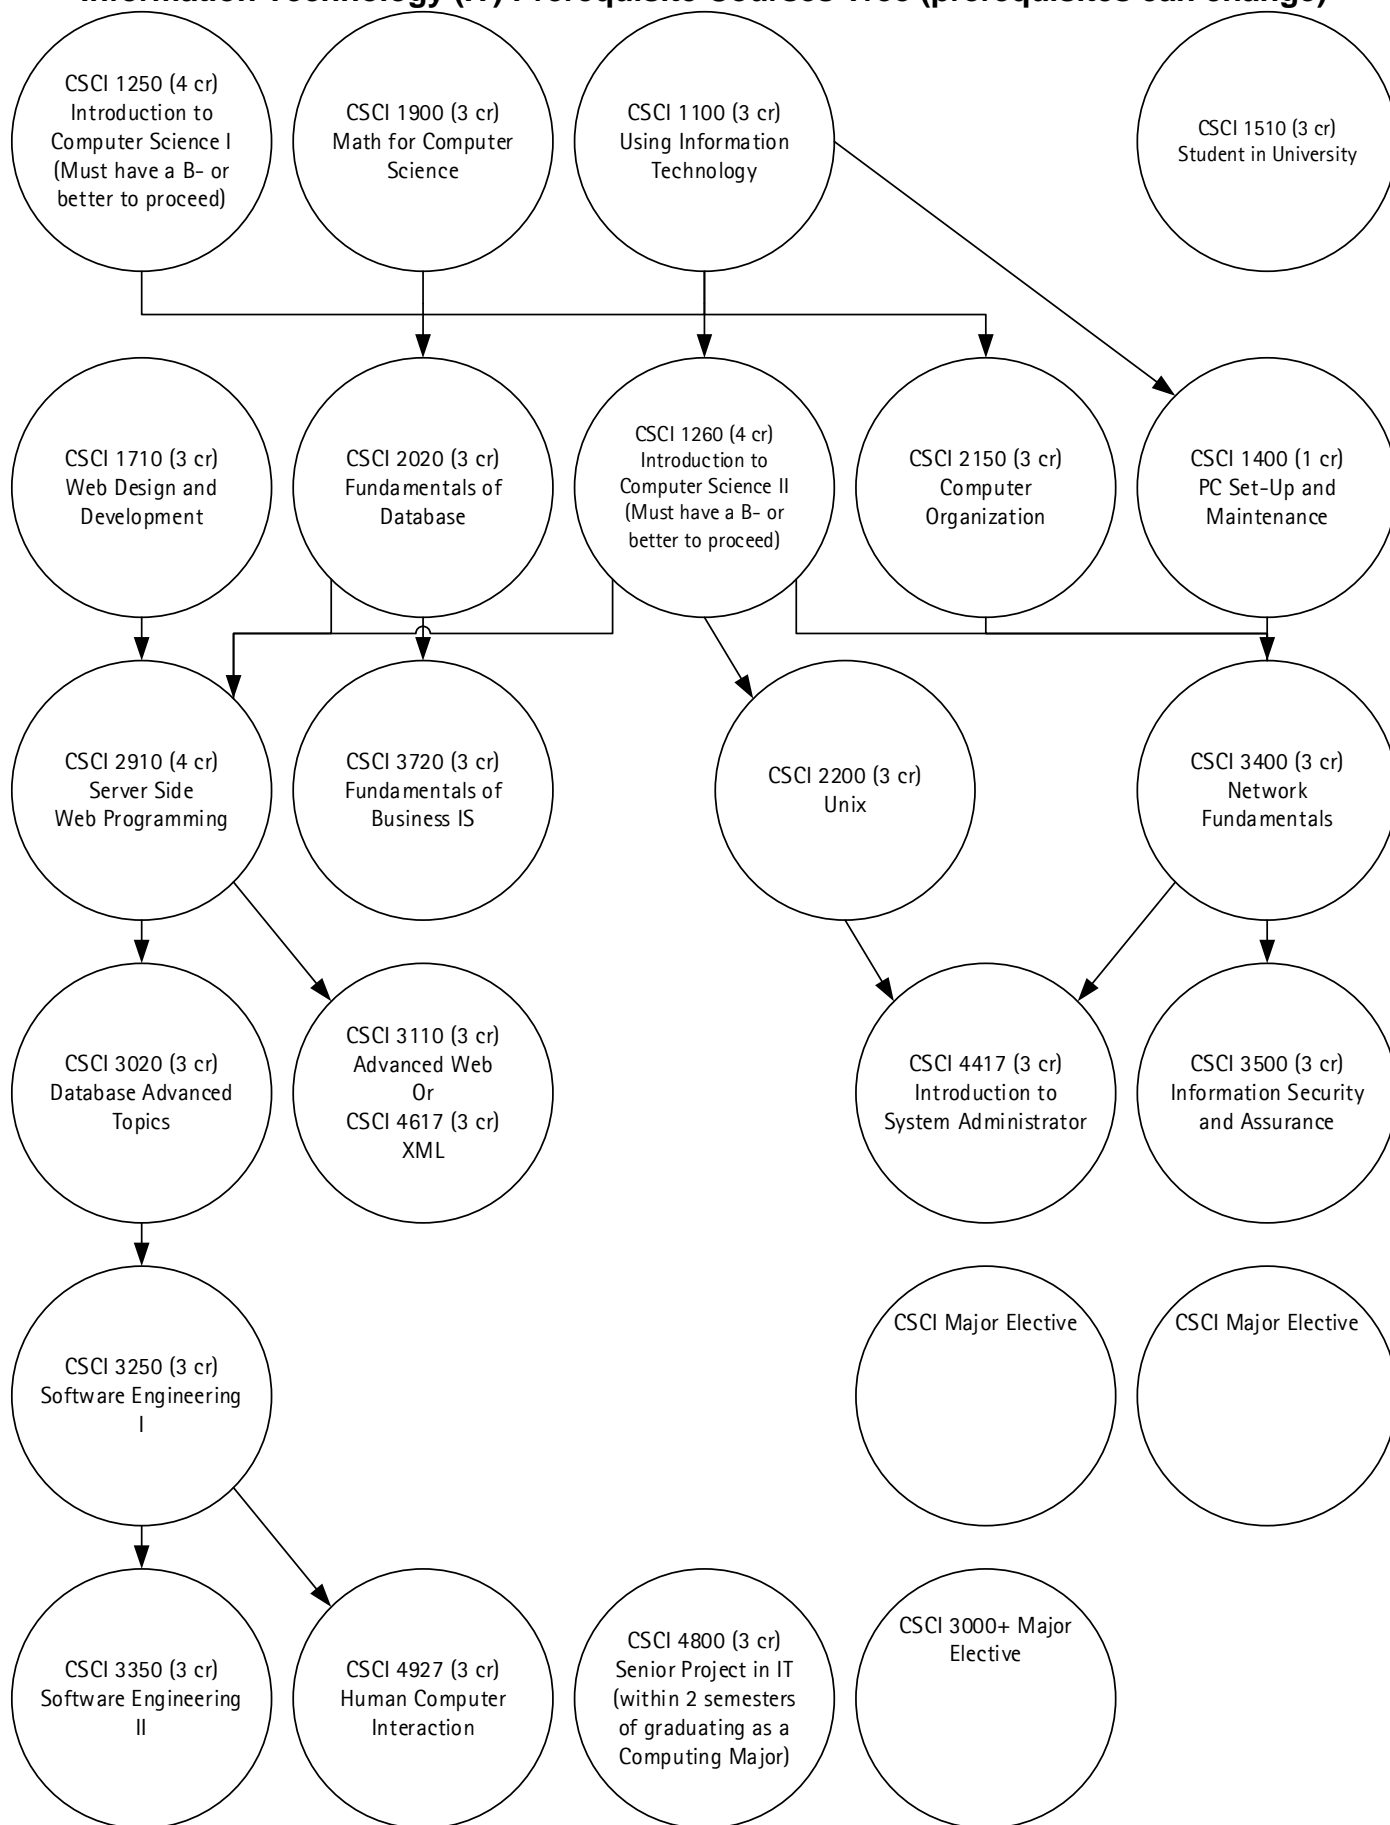 Information Technology (IT) Prerequisite Courses Tree (prerequisites can change)
CSCI 1250 (4 cr)
Introduction to
Computer Science I
(Must have a B- or
better to proceed)
CSCI 1900 (3 cr)
Math for Computer
Science
CSCI 1100 (3 cr)
Using Information
Technology
CSCI 1510 (3 cr)
Student in University
CSCI 1710 (3 cr)
Web Design and
Development
CSCI 2020 (3 cr)
Fundamentals of
Database
CSCI 1260 (4 cr)
Introduction to
Computer Science II
(Must have a B- or
better to proceed)
CSCI 2150 (3 cr)
Computer
Organization
CSCI 1400 (1 cr)
PC Set-Up and
Maintenance
CSCI 2910 (4 cr)
Server Side
Web Programming
CSCI 3720 (3 cr)
Fundamentals of
Business IS
CSCI 2200 (3 cr)
Unix
CSCI 3400 (3 cr)
Network
Fundamentals
CSCI 3020 (3 cr)
Database Advanced
Topics
CSCI 3110 (3 cr)
Advanced Web
Or
CSCI 4617 (3 cr)
XML
CSCI 4417 (3 cr)
Introduction to
System Administrator
CSCI 3500 (3 cr)
Information Security
and Assurance
CSCI 3250 (3 cr)
Software Engineering
I
CSCI Major Elective
CSCI Major Elective
CSCI 3350 (3 cr)
Software Engineering
II
CSCI 4927 (3 cr)
Human Computer
Interaction
CSCI 4800 (3 cr)
Senior Project in IT
(within 2 semesters
of graduating as a
Computing Major)
CSCI 3000+ Major
Elective